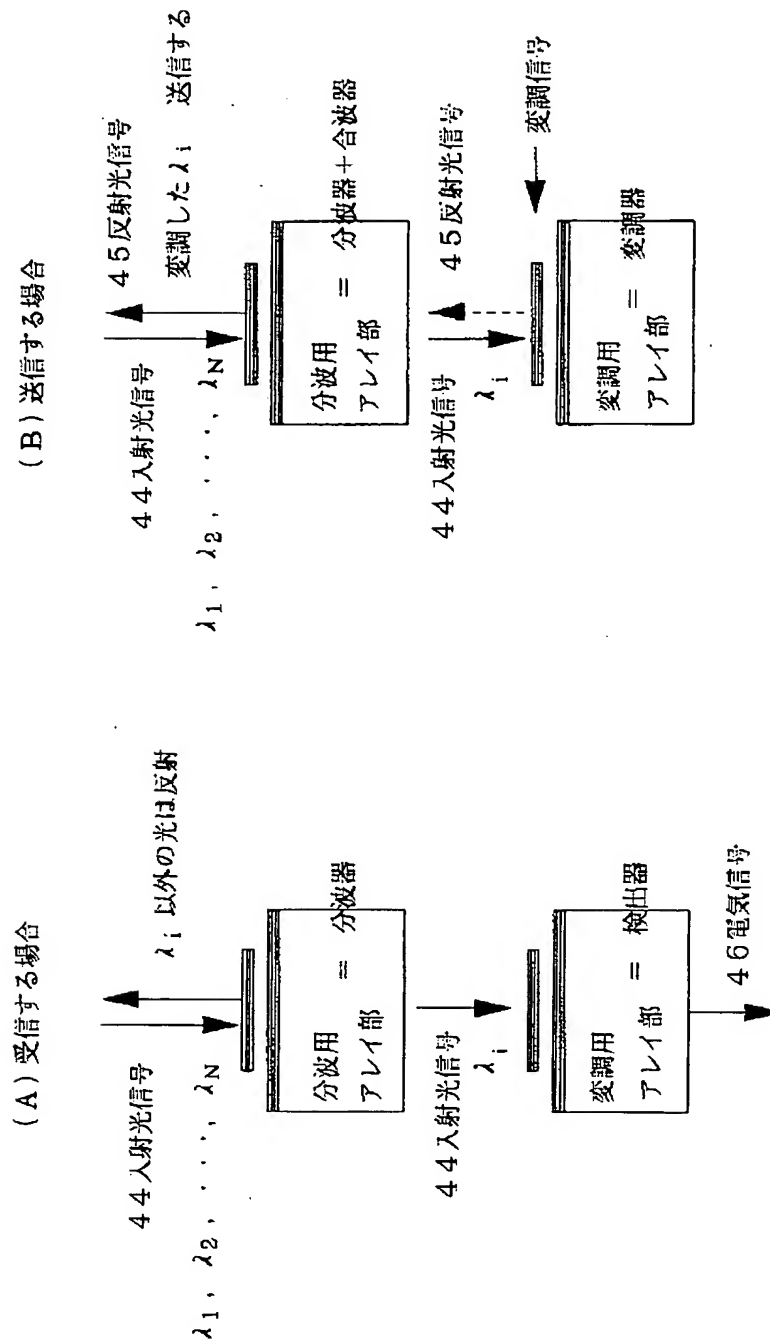 (A)受信する場合
44入射光信号
λ1, λ2, ····, λN
λi 以外の光は反射
分波用
アレイ部
=
分波器
44入射光信号
λi
変調用
アレイ部
=
検出器
46電気信号
(B)送信する場合
44入射光信号
λ1, λ2, ····, λN
45反射光信号
変調したλi 送信する
分波用
アレイ部
=
分波器+合波器
44入射光信号
λi
45反射光信号
変調信号
変調用
アレイ部
=
変調器